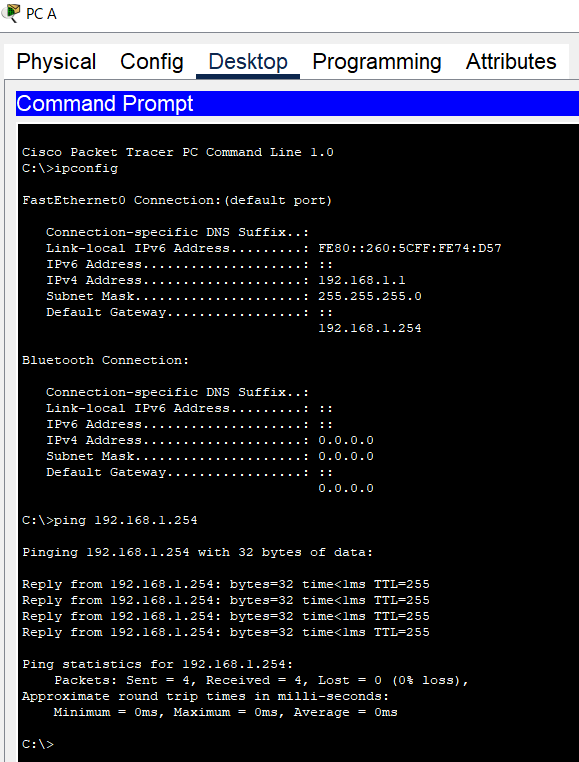 PC A
Physical Config Desktop Programming Attributes
Command Prompt
Cisco Packet Tracer PC Command Line 1.0
C:\>ipconfig
FastEthernet0 Connection:(default port)
Connection-specific DNS Suffix..:
Link-local IPv6 Address.........: FE80::260:5CFF:FE74:D57
IPv6 Address....................: ::
IPv4 Address....................: 192.168.1.1
Subnet Mask.....................: 255.255.255.0
Default Gateway.................: ::
192.168.1.254
Bluetooth Connection:
Connection-specific DNS Suffix..:
Link-local IPv6 Address.........: ::
IPv6 Address....................: ::
IPv4 Address....................: 0.0.0.0
Subnet Mask.....................: 0.0.0.0
Default Gateway.................: ::
0.0.0.0
C:\>ping 192.168.1.254
Pinging 192.168.1.254 with 32 bytes of data:
Reply from 192.168.1.254: bytes=32 time<1ms TTL=255
Reply from 192.168.1.254: bytes=32 time<1ms TTL=255
Reply from 192.168.1.254: bytes=32 time<1ms TTL=255
Reply from 192.168.1.254: bytes=32 time<1ms TTL=255
Ping statistics for 192.168.1.254:
Packets: Sent = 4, Received = 4, Lost = 0 (0% loss),
Approximate round trip times in milli-seconds:
Minimum = 0ms, Maximum = 0ms, Average = 0ms
C:\>